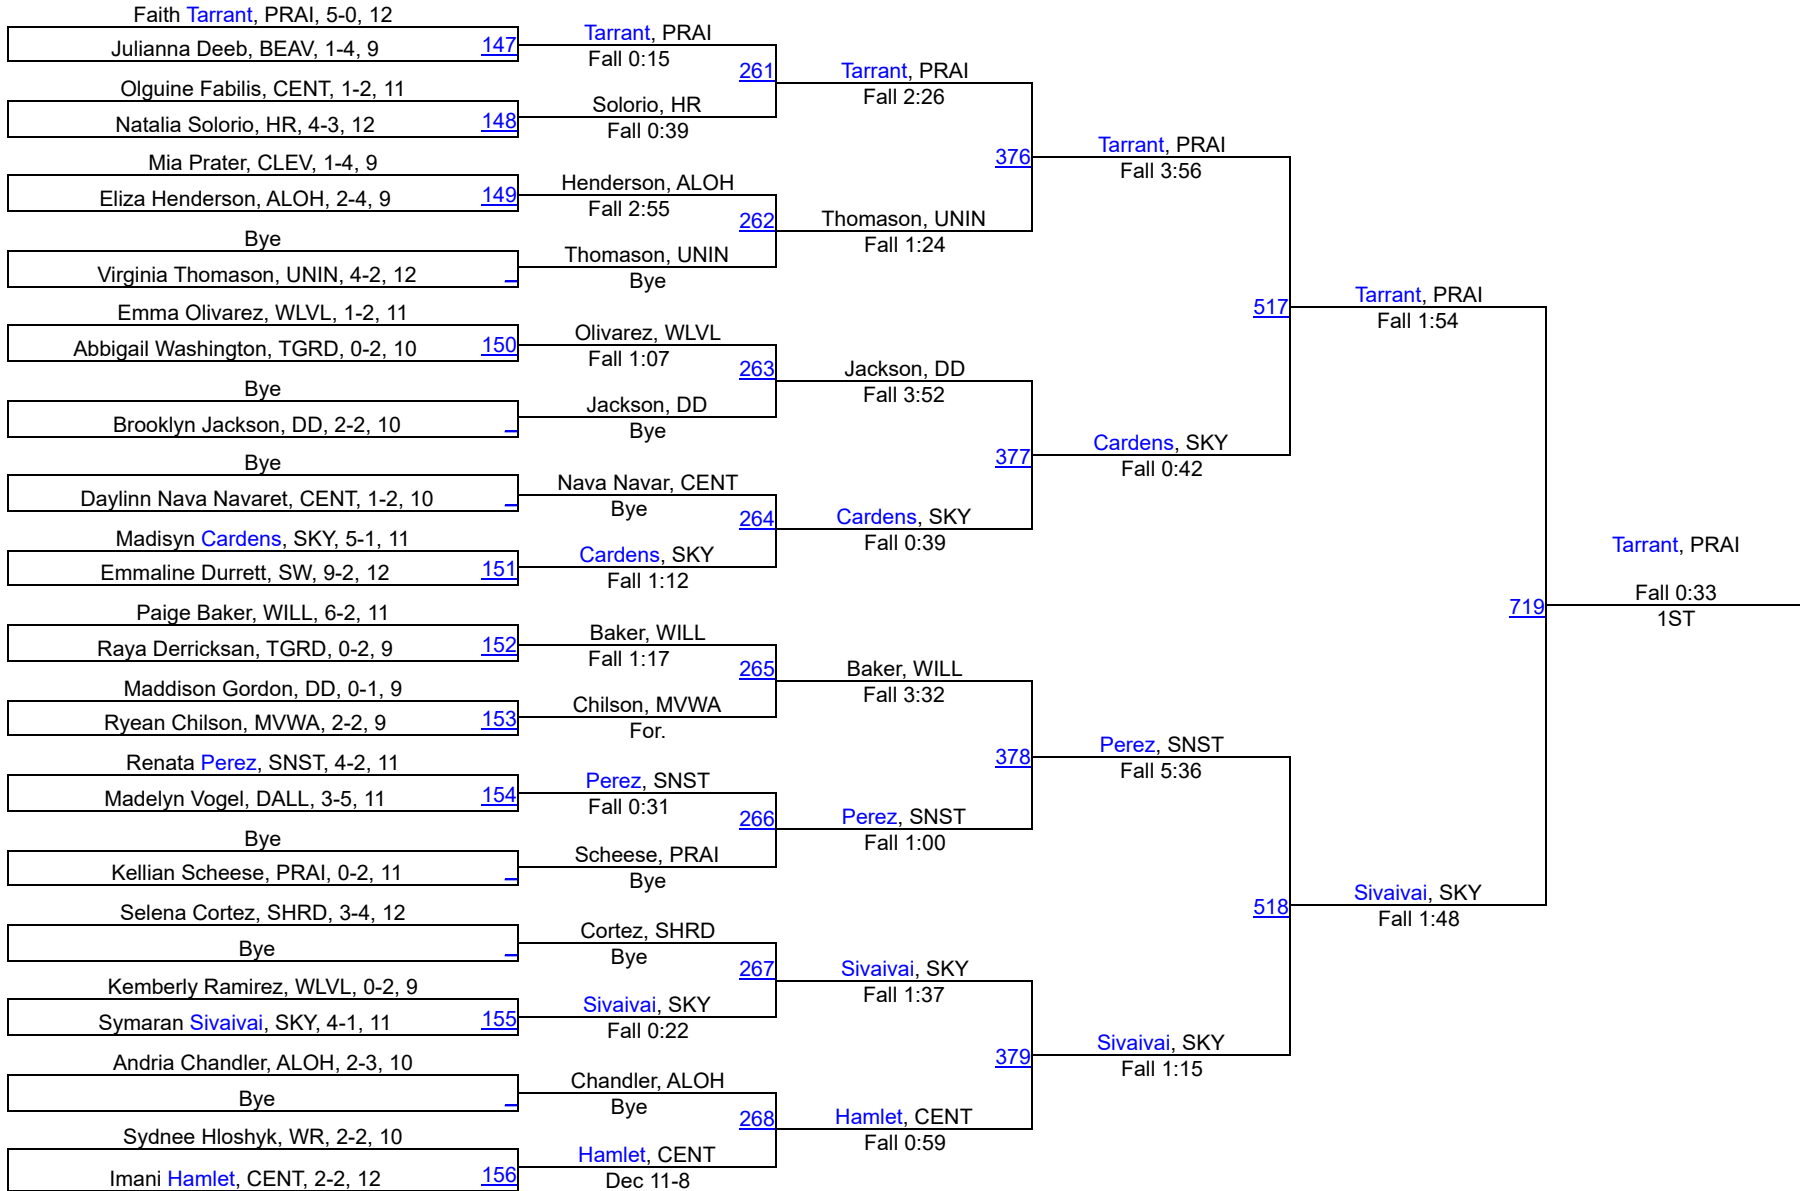 Faith Tarrant, PRAI, 5-0, 12
Julianna Deeb, BEAV, 1-4, 9
147
Olguine Fabilis, CENT, 1-2, 11
Natalia Solorio, HR, 4-3, 12
148
Mia Prater, CLEV, 1-4, 9
Eliza Henderson, ALOH, 2-4, 9
149
Bye
Virginia Thomason, UNIN, 4-2, 12
Emma Olivarez, WLVL, 1-2, 11
Abbigail Washington, TGRD, 0-2, 10
150
Bye
Brooklyn Jackson, DD, 2-2, 10
Bye
Daylinn Nava Navaret, CENT, 1-2, 10
Madisyn Cardens, SKY, 5-1, 11
Emmaline Durrett, SW, 9-2, 12
151
Paige Baker, WILL, 6-2, 11
Raya Derricksan, TGRD, 0-2, 9
152
Maddison Gordon, DD, 0-1, 9
Ryean Chilson, MVWA, 2-2, 9
153
Renata Perez, SNST, 4-2, 11
Madelyn Vogel, DALL, 3-5, 11
154
Bye
Kellian Scheese, PRAI, 0-2, 11
Selena Cortez, SHRD, 3-4, 12
Bye
Kemberly Ramirez, WLVL, 0-2, 9
Symaran Sivaivai, SKY, 4-1, 11
155
Andria Chandler, ALOH, 2-3, 10
Bye
Sydnee Hloshyk, WR, 2-2, 10
Imani Hamlet, CENT, 2-2, 12
156
Tarrant, PRAI
Fall 0:15
261
Solorio, HR
Fall 0:39
Henderson, ALOH
Fall 2:55
262
Thomason, UNIN
Bye
Olivarez, WLVL
Fall 1:07
263
Jackson, DD
Bye
Nava Navar, CENT
Bye
264
Cardens, SKY
Fall 1:12
Baker, WILL
Fall 1:17
265
Chilson, MVWA
For.
Perez, SNST
Fall 0:31
266
Scheese, PRAI
Bye
Cortez, SHRD
Bye
267
Sivaivai, SKY
Fall 0:22
Chandler, ALOH
Bye
268
Hamlet, CENT
Dec 11-8
Tarrant, PRAI
Fall 2:26
376
Thomason, UNIN
Fall 1:24
Jackson, DD
Fall 3:52
377
Cardens, SKY
Fall 0:39
Baker, WILL
Fall 3:32
378
Perez, SNST
Fall 1:00
Sivaivai, SKY
Fall 1:37
379
Hamlet, CENT
Fall 0:59
Tarrant, PRAI
Fall 3:56
517
Cardens, SKY
Fall 0:42
Perez, SNST
Fall 5:36
518
Sivaivai, SKY
Fall 1:15
Tarrant, PRAI
Fall 1:54
719
Sivaivai, SKY
Fall 1:48
Tarrant, PRAI
Fall 0:33
1ST